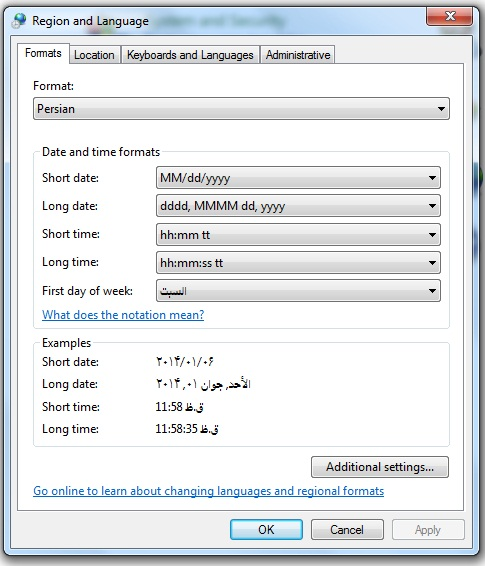 Region and Language
Formats Location Keyboards and Languages Administrative
Format:
Persian
Date and time formats
Short date: MM/dd/yyyy
Long date: dddd, MMMM dd, yyyy
Short time: hh:mm tt
Long time: hh:mm:ss tt
First day of week: السبت
What does the notation mean?
Examples
Short date: ۲۰۱۴/۰۱/۰۶
Long date: الأحد, جوان ۰۱, ۲۰۱۴
Short time: 11:58 ق.ظ
Long time: 11:58:35 ق.ظ
Additional settings...
Go online to learn about changing languages and regional formats
OK Cancel Apply